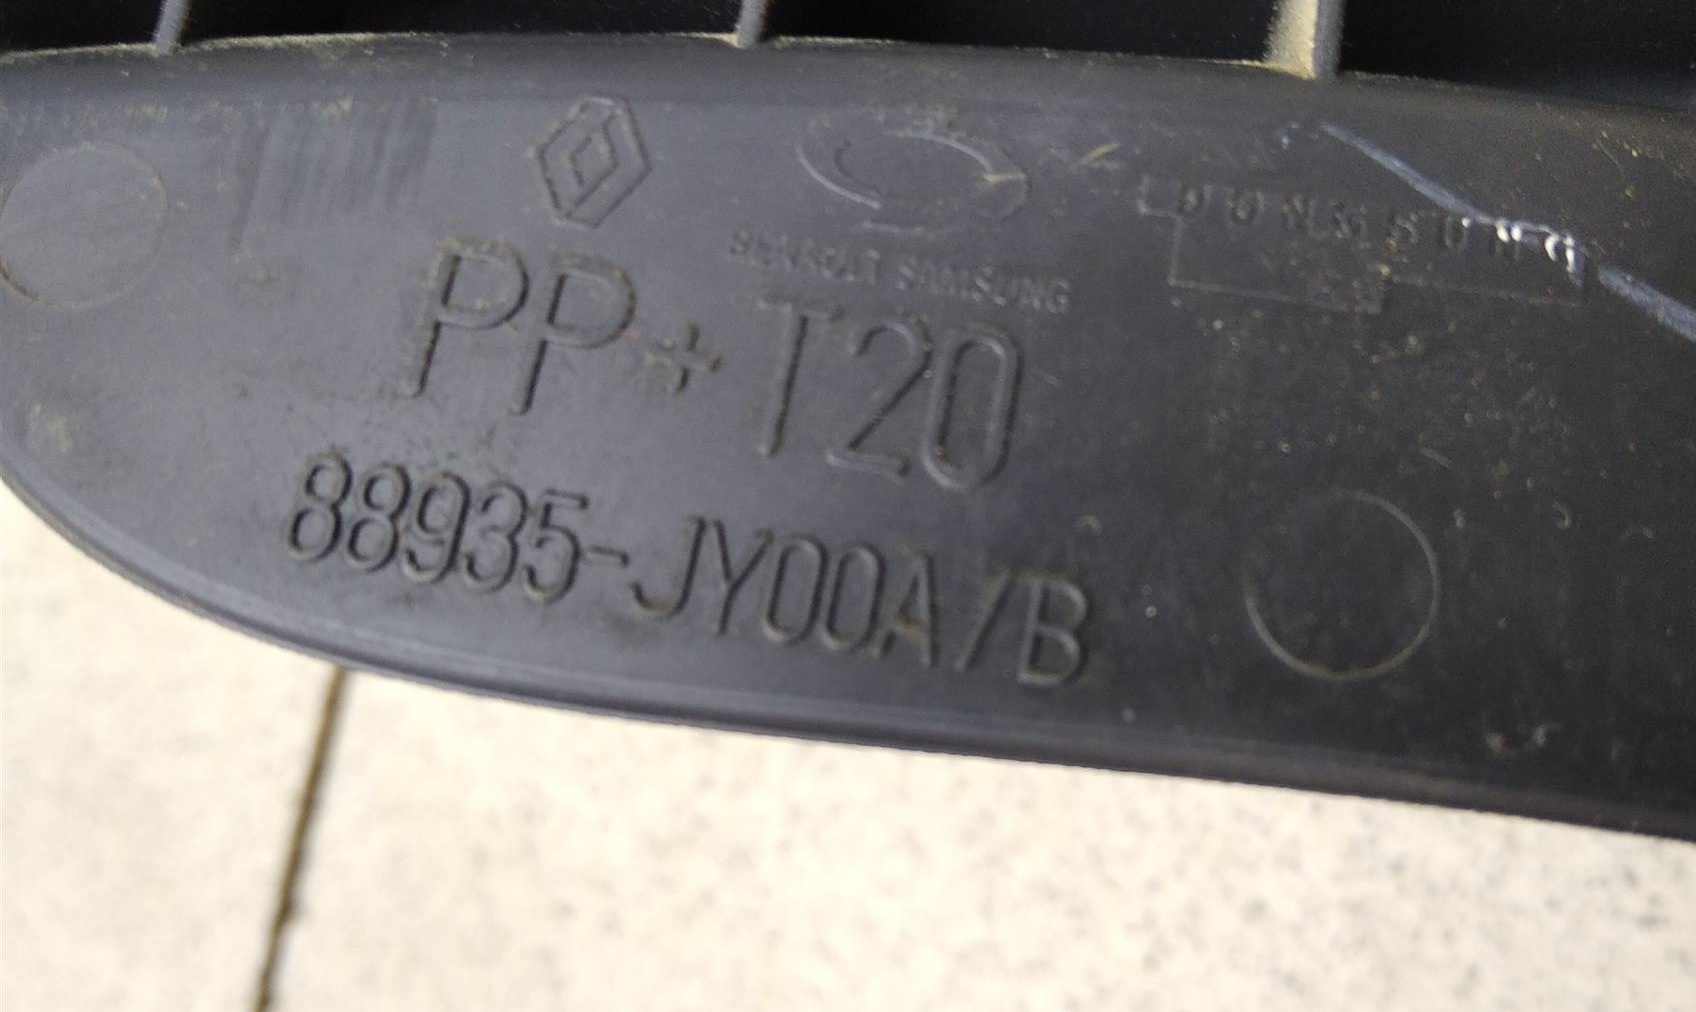 RENAULT SAMSUNG
PP+T20
88935-JY00A/B